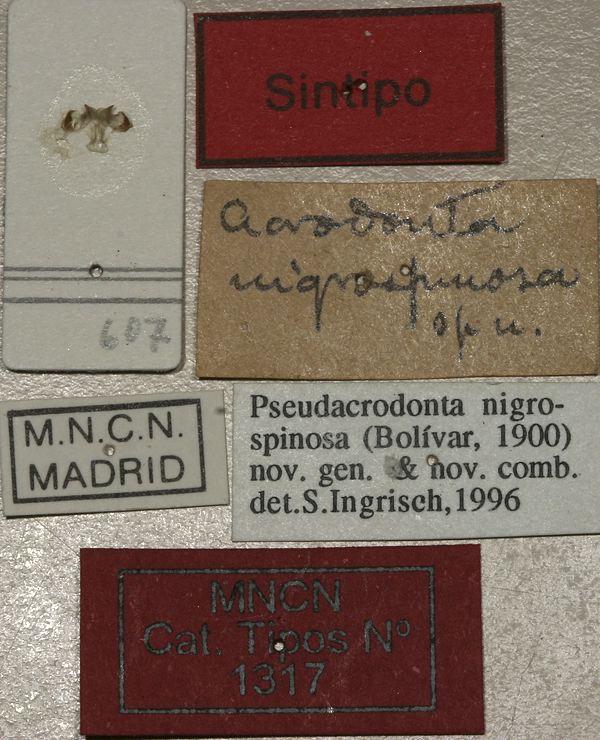 Sintipo
Acrodonta
nigrospinosa
sp n.
607
M.N.C.N.
MADRID
Pseudacrodonta nigro-
spinosa (Bolívar, 1900)
nov. gen. & nov. comb.
det.S.Ingrisch,1996
MNCN
Cat. Tipos Nº
1317